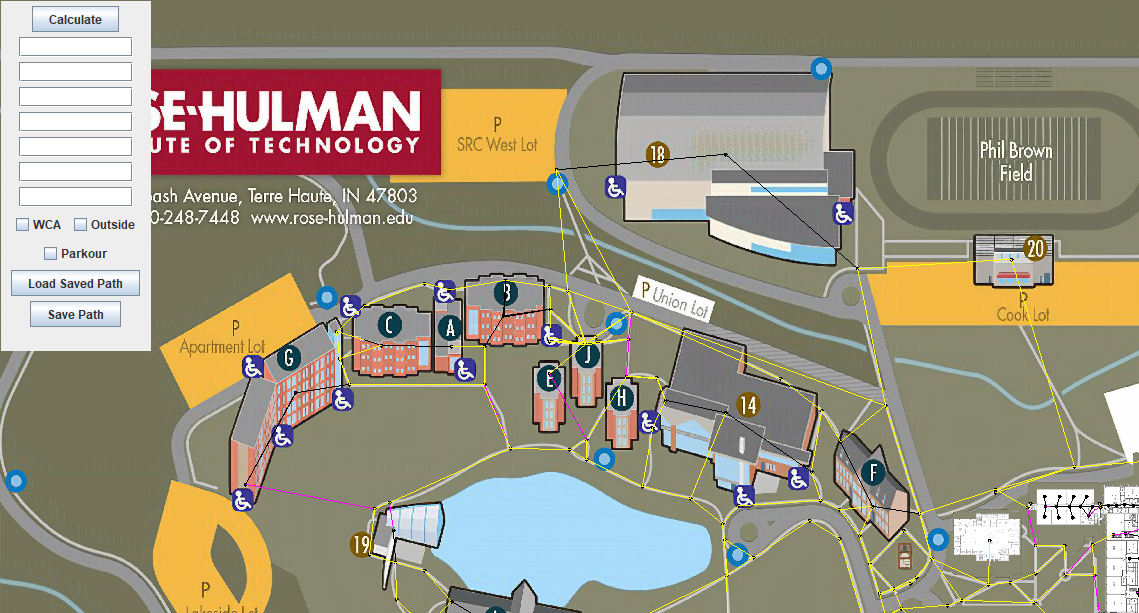 Calculate
WCA
Outside
Parkour
Load Saved Path
Save Path
SE-HULMAN
UTE OF TECHNOLOGY
ash Avenue, Terre Haute, IN 47803
0-248-7448 www.rose-hulman.edu
P
SRC West Lot
18
Phil Brown
Field
20
P
Cook Lot
P Union Lot
P
Apartment Lot
B
C
A
G
J
E
H
14
F
19
P
Lakeside Lot